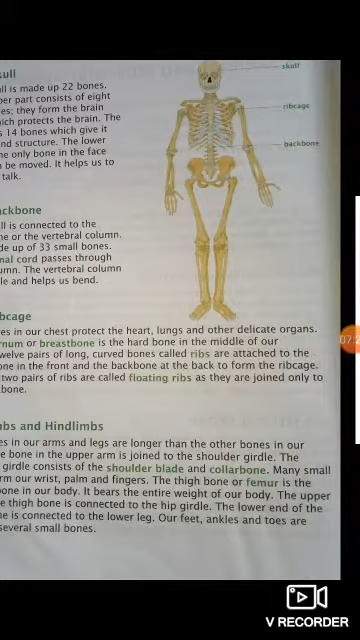 ull
skull
ll is made up 22 bones.
per part consists of eight
es; they form the brain
ich protects the brain. The
s 14 bones which give it
nd structure. The lower
ne only bone in the face
n be moved. It helps us to
talk.
ribcage
backbone
ackbone
ll is connected to the
ne or the vertebral column.
de up of 33 small bones.
nal cord passes through
umn. The vertebral column
le and helps us bend.
bcage
es in our chest protect the heart, lungs and other delicate organs.
rnum or breastbone is the hard bone in the middle of our
welve pairs of long, curved bones called ribs are attached to the
one in the front and the backbone at the back to form the ribcage.
two pairs of ribs are called floating ribs as they are joined only to
bone.
mbs and Hindlimbs
es in our arms and legs are longer than the other bones in our
e bone in the upper arm is joined to the shoulder girdle. The
girdle consists of the shoulder blade and collarbone. Many small
rm our wrist, palm and fingers. The thigh bone or femur is the
bone in our body. It bears the entire weight of our body. The upper
e thigh bone is connected to the hip girdle. The lower end of the
ne is connected to the lower leg. Our feet, ankles and toes are
several small bones.
07:2
V RECORDER